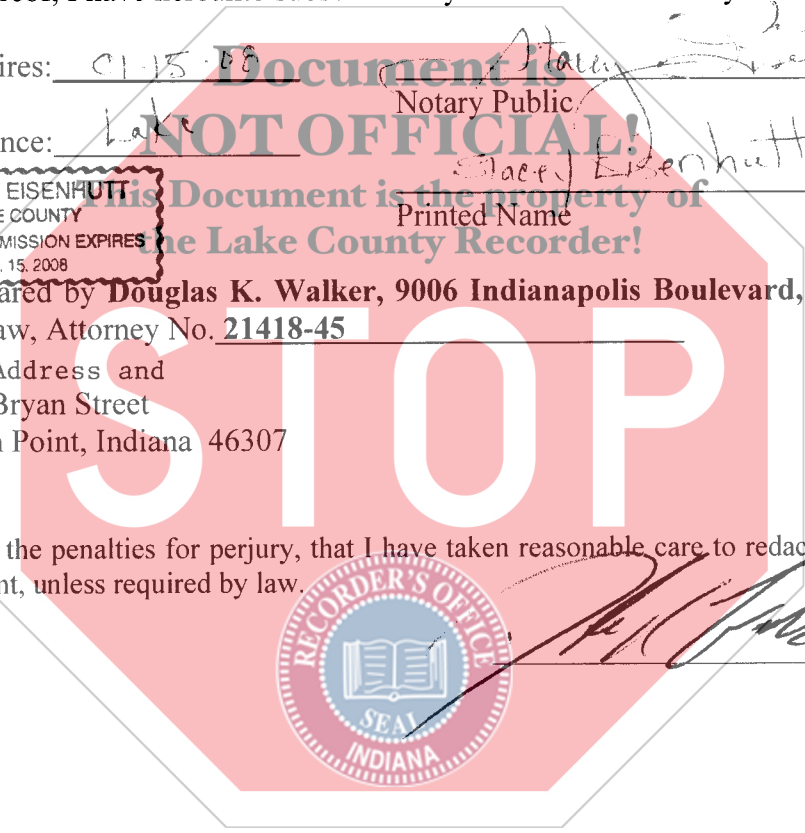 ires: 01-15-08
Notary Public
nce: Lake
Stacey Eisenhutt
Printed Name
EISENHUTT
E COUNTY
MISSION EXPIRES
. 15. 2008
Document is
NOT OFFICIAL!
This Document is the property of
the Lake County Recorder!
ared by Douglas K. Walker, 9006 Indianapolis Boulevard,
aw, Attorney No. 21418-45
Address and
Bryan Street
n Point, Indiana 46307
STOP
the penalties for perjury, that I have taken reasonable care to redac
nt, unless required by law.
RECORDER'S OFFICE
SEAL
INDIANA